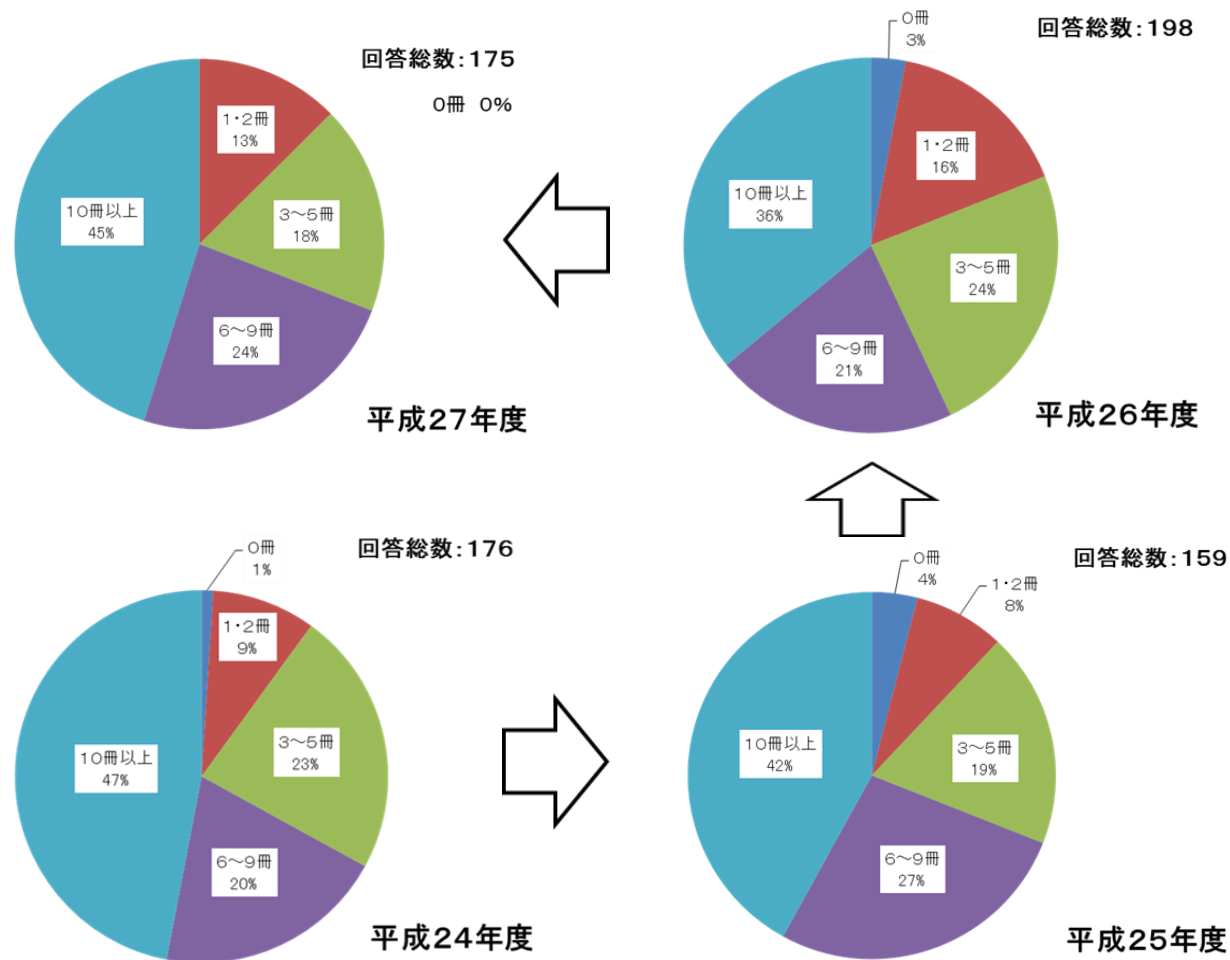 回答総数:175
0冊 0%
1・2冊
13%
3～5冊
18%
6～9冊
24%
10冊以上
45%
平成27年度
回答総数:198
0冊
3%
1・2冊
16%
3～5冊
24%
6～9冊
21%
10冊以上
36%
平成26年度
回答総数:176
0冊
1%
1・2冊
9%
3～5冊
23%
6～9冊
20%
10冊以上
47%
平成24年度
回答総数:159
0冊
4%
1・2冊
8%
3～5冊
19%
6～9冊
27%
10冊以上
42%
平成25年度